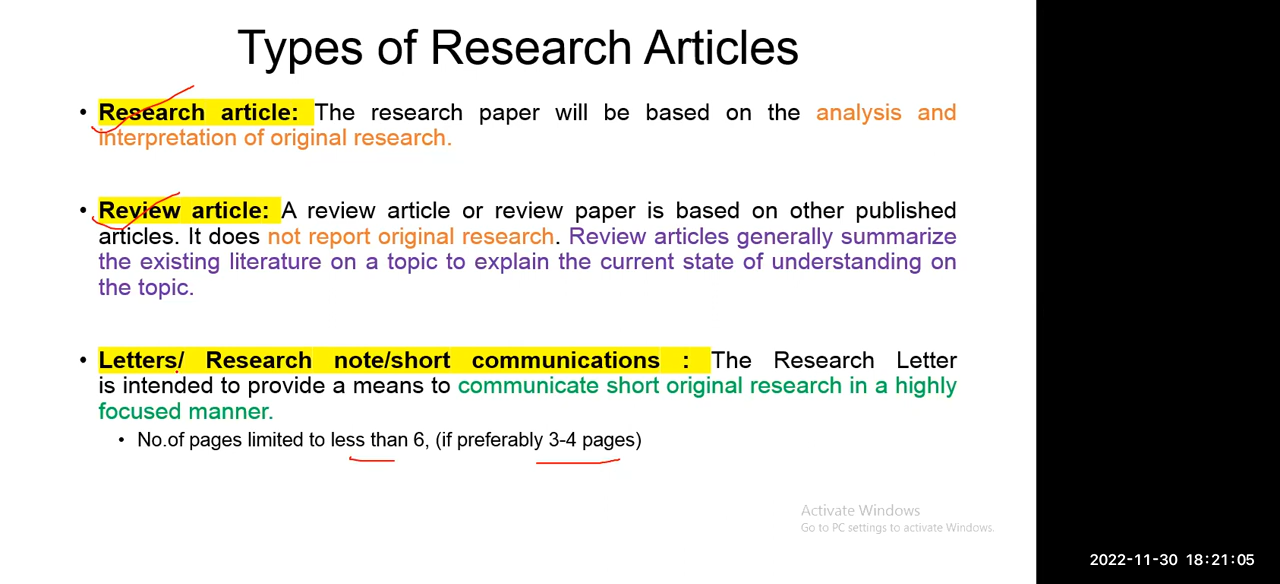 Types of Research Articles
• Research article: The research paper will be based on the analysis and
interpretation of original research.
• Review article: A review article or review paper is based on other published
articles. It does not report original research. Review articles generally summarize
the existing literature on a topic to explain the current state of understanding on
the topic.
• Letters/ Research note/short communications : The Research Letter
is intended to provide a means to communicate short original research in a highly
focused manner.
• No.of pages limited to less than 6, (if preferably 3-4 pages)
Activate Windows
Go to PC settings to activate Windows.
2022-11-30 18:21:05